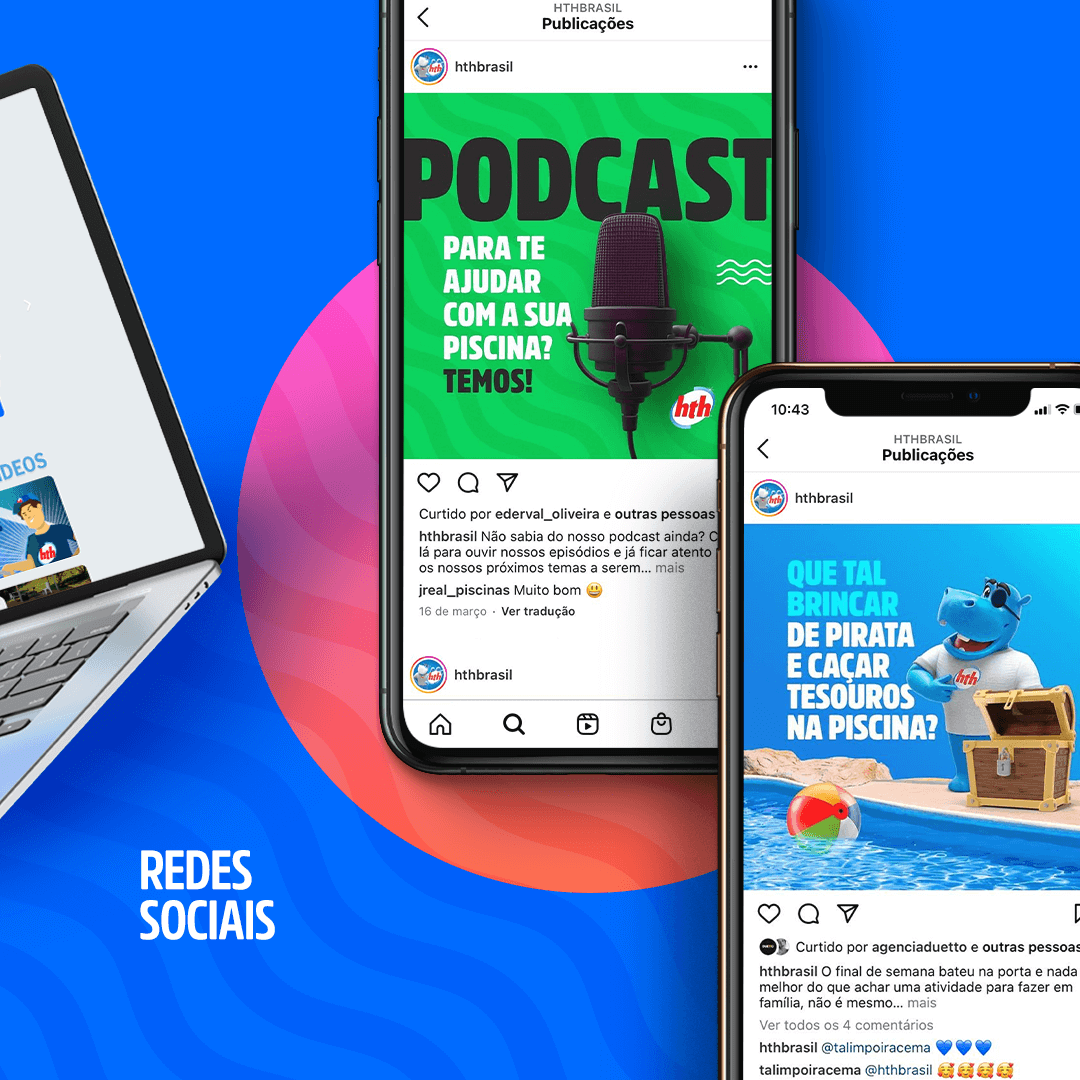 HTHBRASIL
Publicações
hthbrasil
PODCAST
PARA TE
AJUDAR
COM A SUA
PISCINA?
TEMOS!
hth
Curtido por ederval_oliveira e outras pessoas
hthbrasil Não sabia do nosso podcast ainda?
lá para ouvir nossos episódios e já ficar atento
os nossos próximos temas a serem... mais
jreal_piscinas Muito bom 😃
16 de março · Ver tradução
hthbrasil
10:43
HTHBRASIL
Publicações
hthbrasil
QUE TAL
BRINCAR
DE PIRATA
E CAÇAR
TESOUROS
NA PISCINA?
hth
Curtido por agenciaduetto e outras pessoas
hthbrasil O final de semana bateu na porta e nada
melhor do que achar uma atividade para fazer em
família, não é mesmo... mais
Ver todos os 4 comentários
hthbrasil @talimpoiracema 💙💙💙
talimpoiracema @hthbrasil 🥰🥰🥰🥰
DEOS
hth
REDES
SOCIAIS